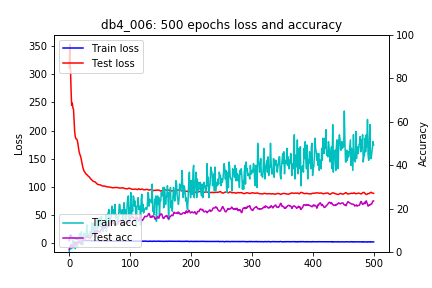 db4_006: 500 epochs loss and accuracy
Train loss
Test loss
Train acc
Test acc
Loss
350
300
250
200
150
100
50
0
Accuracy
100
80
60
40
20
0
0 100 200 300 400 500